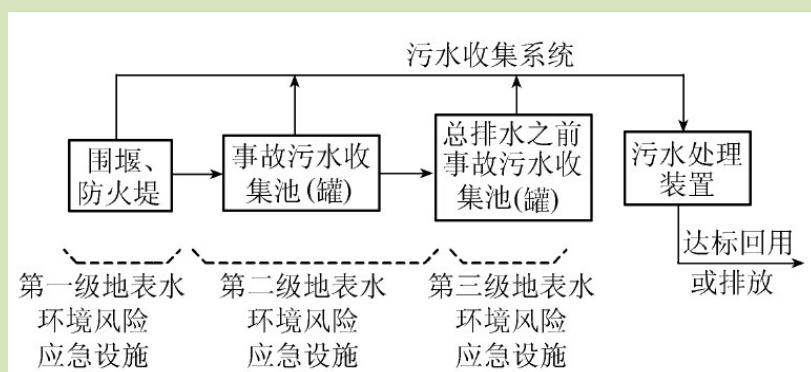 污水收集系统
围堰、
防火堤
事故污水收
集池(罐)
总排水之前
事故污水收
集池(罐)
污水处理
装置
达标回用
或排放
第一级地表水
环境风险
应急设施
第二级地表水
环境风险
应急设施
第三级地表水
环境风险
应急设施